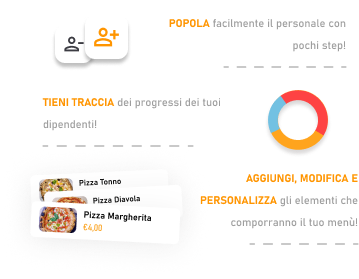 POPOLA facilmente il personale con
pochi step!
TIENI TRACCIA dei progressi dei tuoi
dipendenti!
AGGIUNGI, MODIFICA E
PERSONALIZZA gli elementi che
comporranno il tuo menù!
Pizza Tonno
Pizza Diavola
Pizza Margherita
€4,00